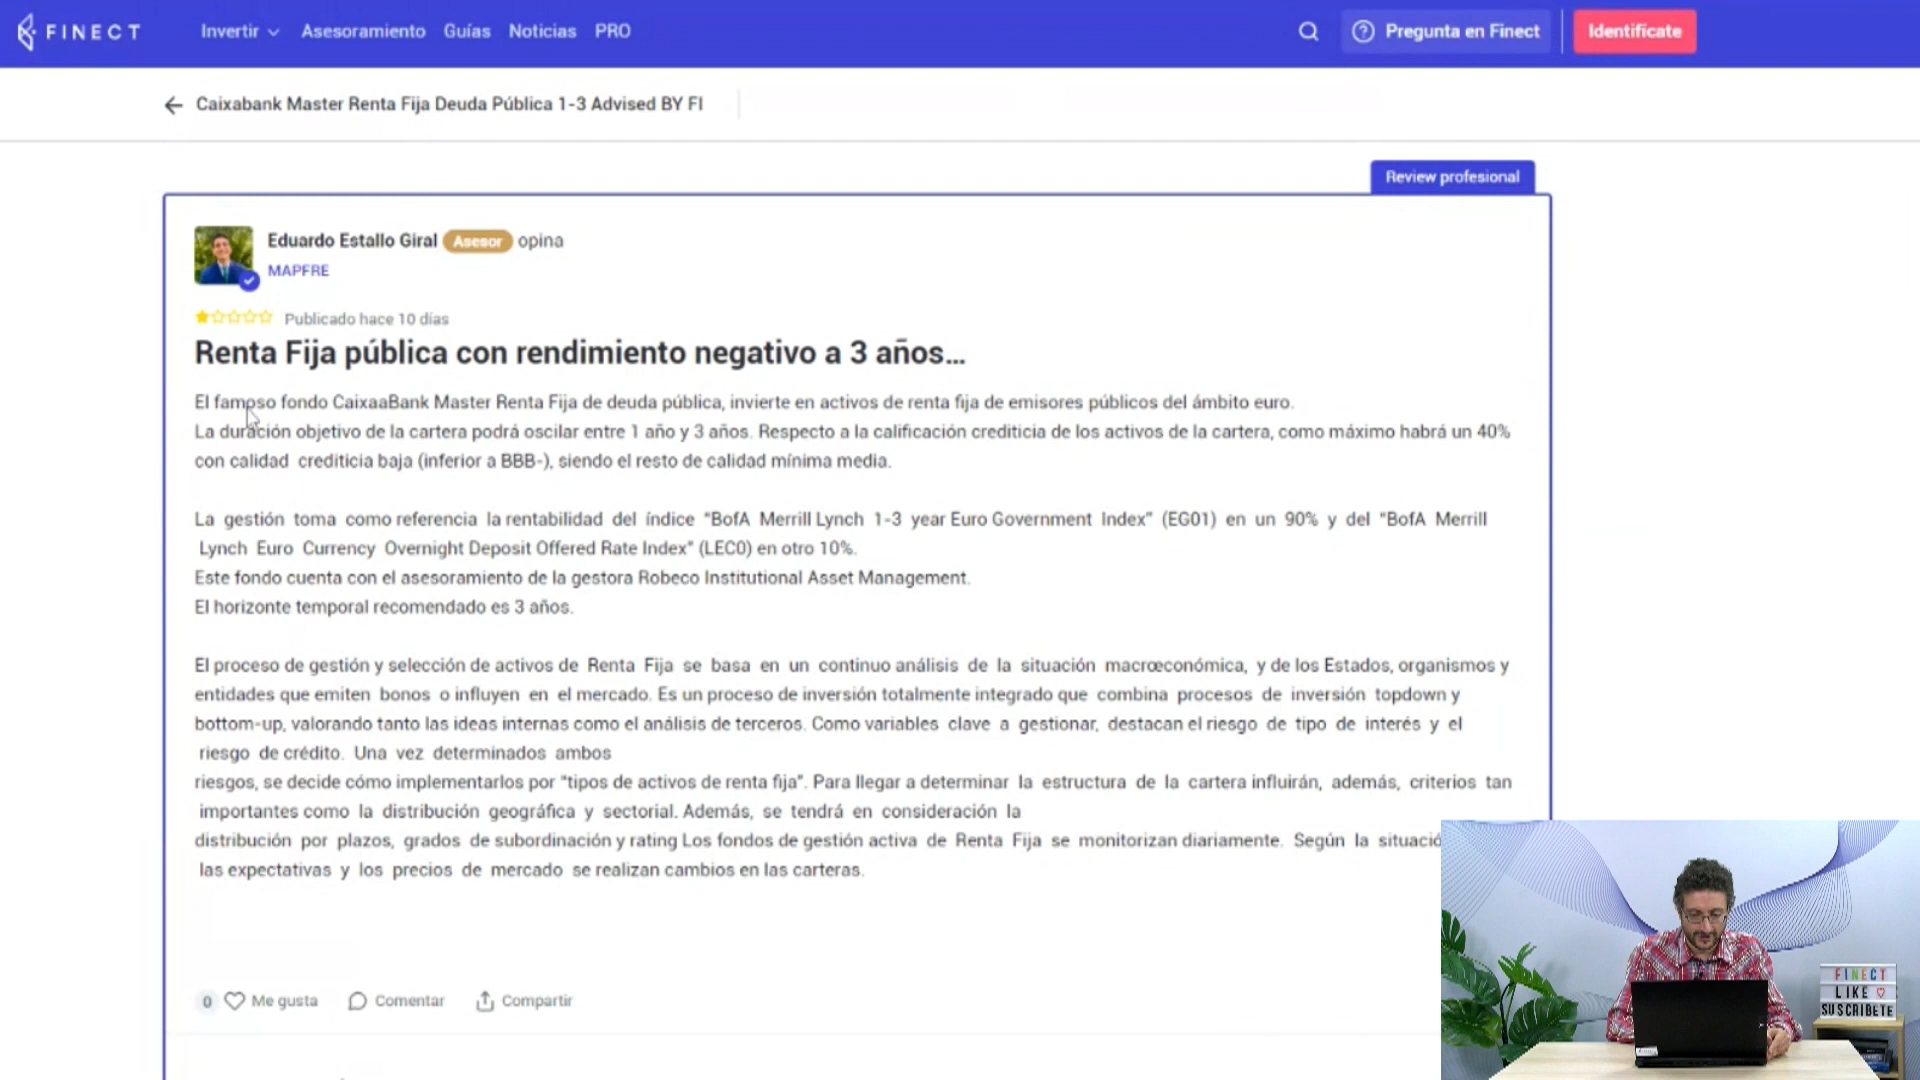 FINECT
Invertir
Asesoramiento
Guías
Noticias
PRO
Pregunta en Finect
Identifícate
Caixabank Master Renta Fija Deuda Pública 1-3 Advised BY FI
Review profesional
Eduardo Estallo Giral Asesor opina
MAPFRE
Publicado hace 10 días
Renta Fija pública con rendimiento negativo a 3 años...
El famoso fondo CaixaaBank Master Renta Fija de deuda pública, invierte en activos de renta fija de emisores públicos del ámbito euro.
La duración objetivo de la cartera podrá oscilar entre 1 año y 3 años. Respecto a la calificación crediticia de los activos de la cartera, como máximo habrá un 40%
con calidad crediticia baja (inferior a BBB-), siendo el resto de calidad mínima media.
La gestión toma como referencia la rentabilidad del índice “BofA Merrill Lynch 1-3 year Euro Government Index” (EG01) en un 90% y del “BofA Merrill
Lynch Euro Currency Overnight Deposit Offered Rate Index” (LEC0) en otro 10%.
Este fondo cuenta con el asesoramiento de la gestora Robeco Institutional Asset Management.
El horizonte temporal recomendado es 3 años.
El proceso de gestión y selección de activos de Renta Fija se basa en un continuo análisis de la situación macroeconómica, y de los Estados, organismos y
entidades que emiten bonos o influyen en el mercado. Es un proceso de inversión totalmente integrado que combina procesos de inversión topdown y
bottom-up, valorando tanto las ideas internas como el análisis de terceros. Como variables clave a gestionar, destacan el riesgo de tipo de interés y el
riesgo de crédito. Una vez determinados ambos
riesgos, se decide cómo implementarlos por “tipos de activos de renta fija”. Para llegar a determinar la estructura de la cartera influirán, además, criterios tan
importantes como la distribución geográfica y sectorial. Además, se tendrá en consideración la
distribución por plazos, grados de subordinación y rating Los fondos de gestión activa de Renta Fija se monitorizan diariamente. Según la situació
las expectativas y los precios de mercado se realizan cambios en las carteras.
0 Me gusta
Comentar
Compartir
FINECT
LIKE
SUSCRIBETE